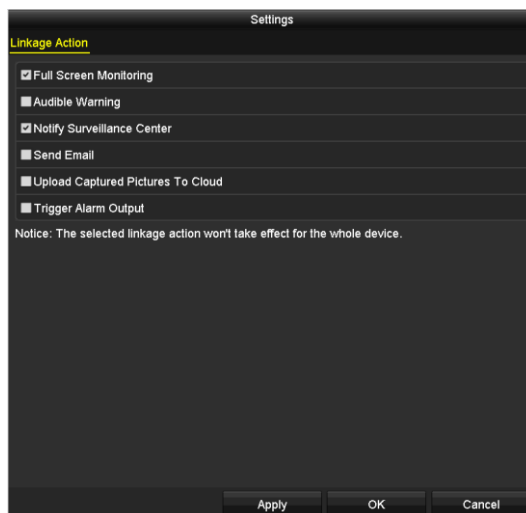 Settings
Linkage Action
Full Screen Monitoring
Audible Warning
Notify Surveillance Center
Send Email
Upload Captured Pictures To Cloud
Trigger Alarm Output
Notice: The selected linkage action won't take effect for the whole device.
Apply OK Cancel